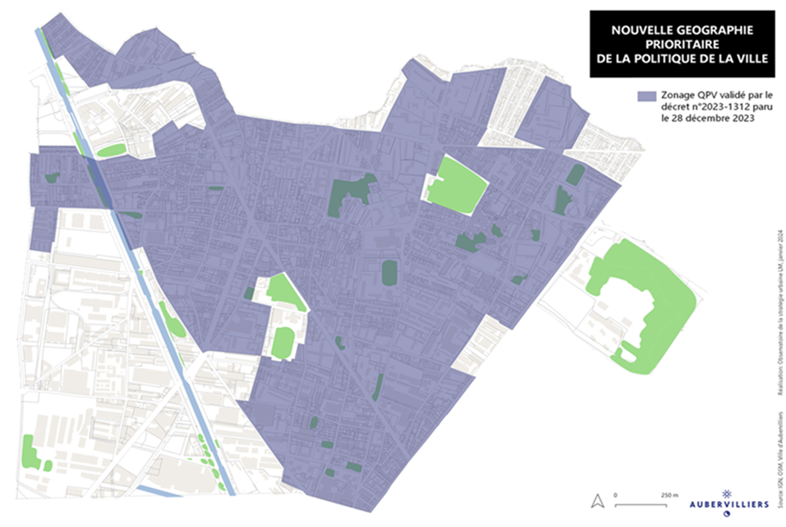 NOUVELLE GEOGRAPHIE
PRIORITAIRE
DE LA POLITIQUE DE LA VILLE
Zonage QPV validé par le
décret n°2023-1312 paru
le 28 décembre 2023
Réalisation: Observatoire de la stratégie urbaine LM, janvier 2024
Source: IGN, OSM, Ville d'Aubervilliers
0 250 m
AUBERVILLIERS